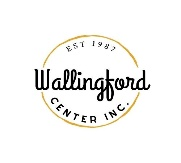 EST 1987
Wallingford
CENTER INC.